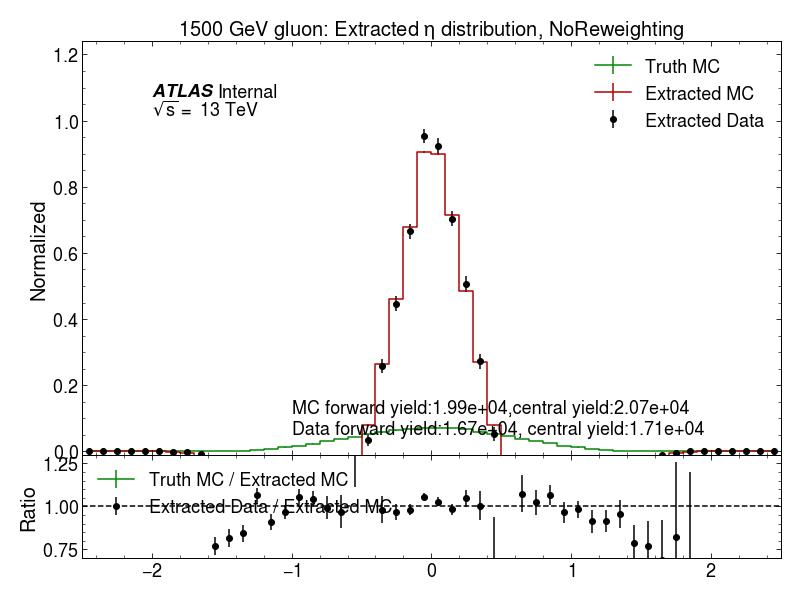 1500 GeV gluon: Extracted η distribution, NoReweighting
1.2
1.0
0.8
0.6
0.4
0.2
0.0
Normalized
ATLAS Internal
√s = 13 TeV
Truth MC
Extracted MC
Extracted Data
MC forward yield:1.99e+04,central yield:2.07e+04
Data forward yield:1.67e+04, central yield:1.71e+04
1.25
1.00
0.75
Ratio
Truth MC / Extracted MC
Extracted Data / Extracted MC
−2
−1
0
1
2